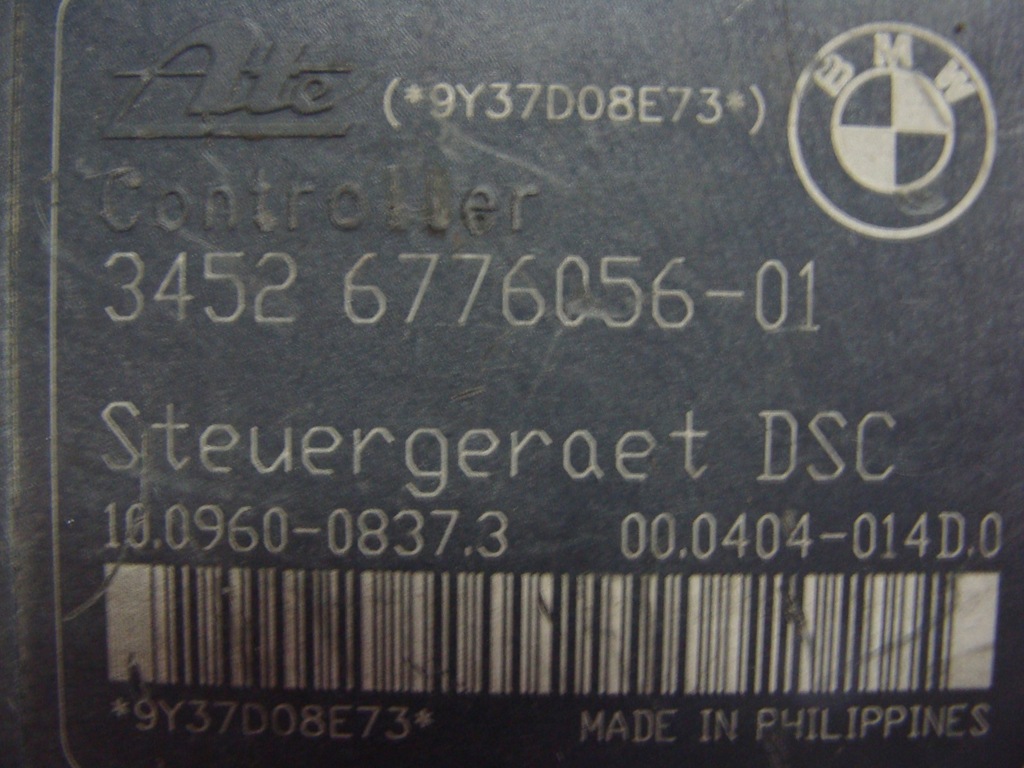 Ate (*9Y37D08E73*)
BMW
Controller
3452 6776056-01
Steuergeraet DSC
10.0960-0837.3 00.0404-014D.0
*9Y37D08E73* MADE IN PHILIPPINES